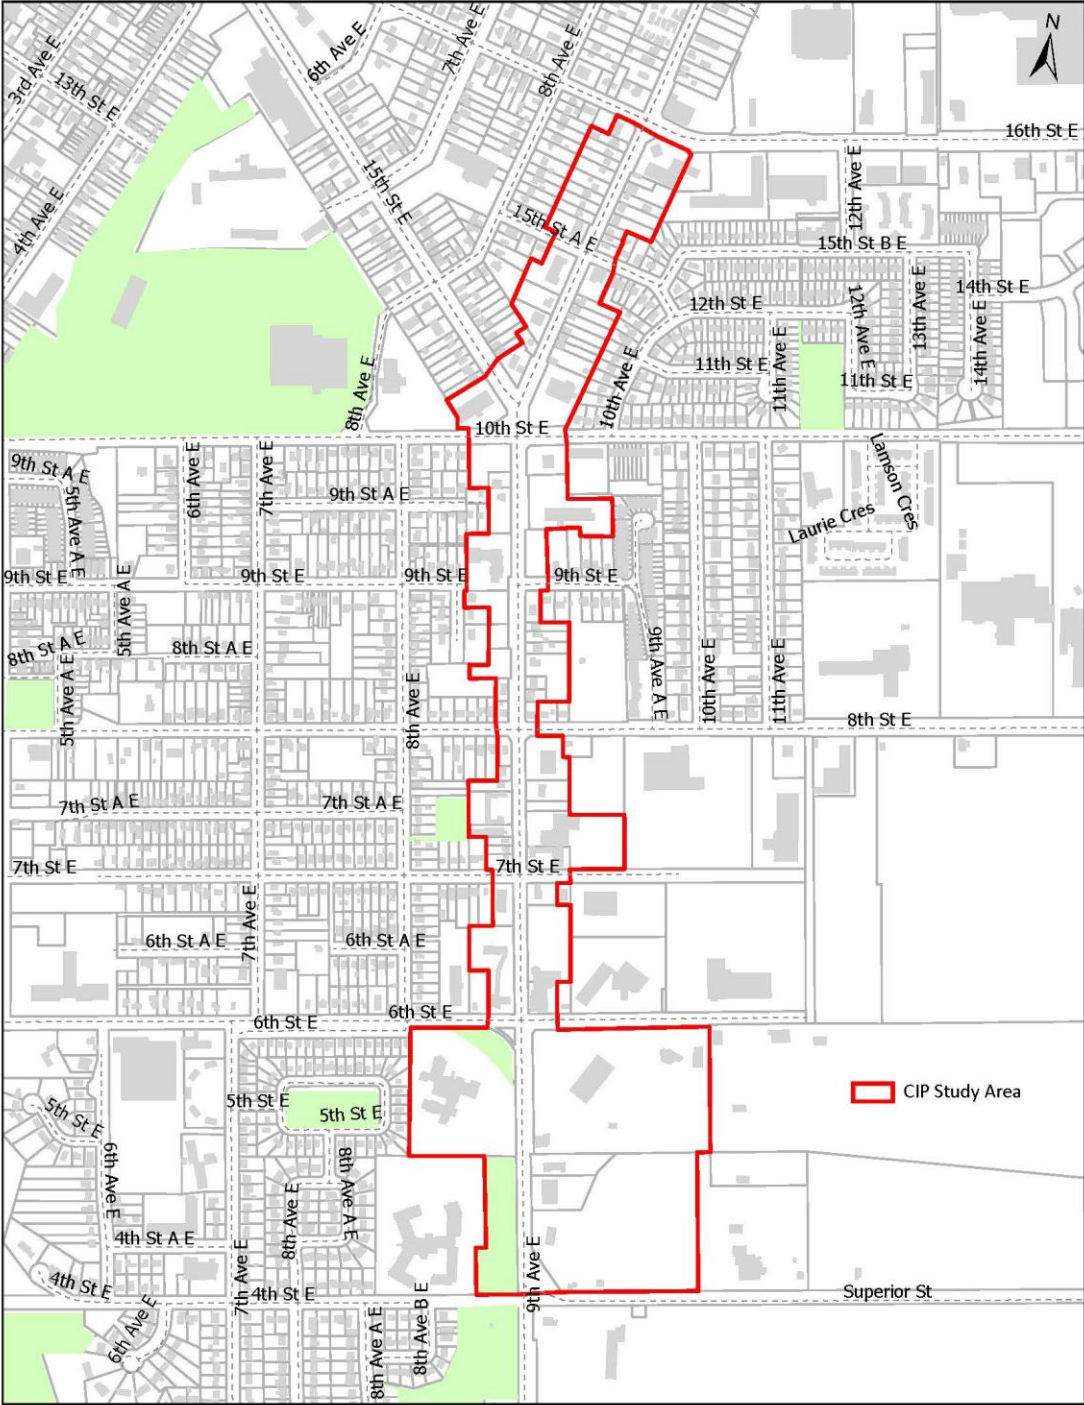 N
3rd Ave E
13th St E
6th Ave E
7th Ave E
8th Ave E
16th St E
4th Ave E
15th St E
15th St A E
12th Ave E
15th St B E
14th St E
12th St E
12th Ave E
13th Ave E
14th Ave E
11th St E
11th Ave E
11th St E
8th Ave E
10th Ave E
10th St E
9th St A E
5th Ave A E
6th Ave E
7th Ave E
9th St A E
Lamson Cres
Laurie Cres
9th St E
5th Ave A E
9th St E
9th St E
9th St E
8th St A E
8th St A E
5th Ave A E
8th Ave E
9th Ave A E
10th Ave E
11th Ave E
8th St E
7th St A E
7th St A E
7th St E
7th St E
7th Ave E
6th St A E
6th St A E
6th St E
6th St E
5th St E
5th St E
5th St E
6th Ave E
8th Ave E
8th Ave A E
CIP Study Area
4th St A E
7th Ave E
4th St E
4th St E
9th Ave E
Superior St
6th Ave E
8th Ave A E
8th Ave B E